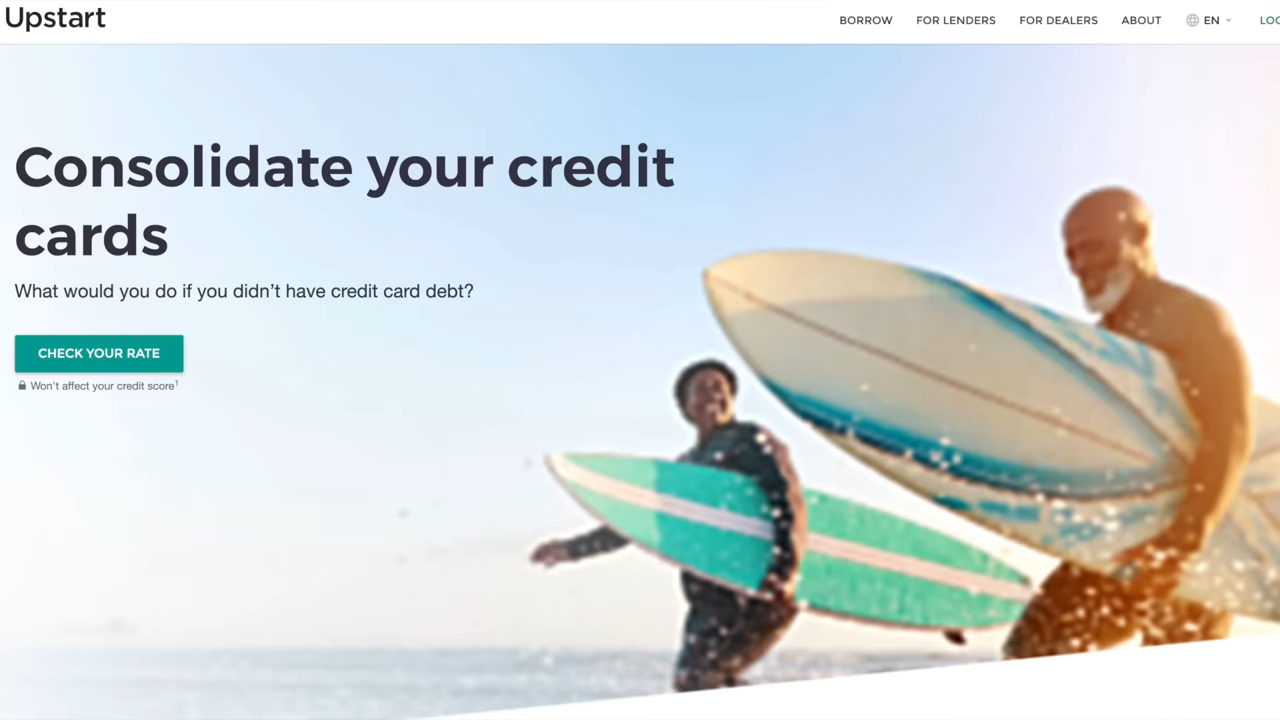 Upstart
BORROW FOR LENDERS FOR DEALERS ABOUT EN
Consolidate your credit
cards
What would you do if you didn’t have credit card debt?
CHECK YOUR RATE
Won't affect your credit score¹